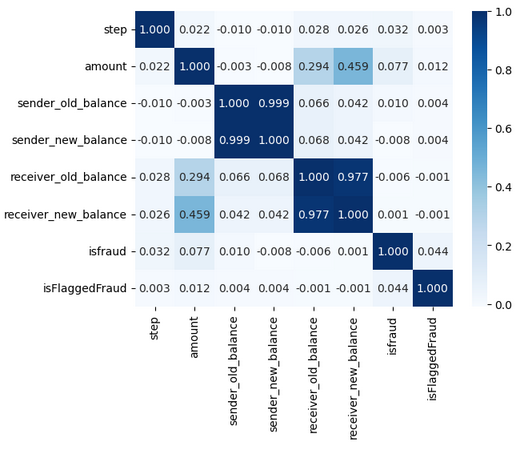 step 1.000 0.022 -0.010 -0.010 0.028 0.026 0.032 0.003
amount 0.022 1.000 -0.003 -0.008 0.294 0.459 0.077 0.012
sender_old_balance -0.010 -0.003 1.000 0.999 0.066 0.042 0.010 0.004
sender_new_balance -0.010 -0.008 0.999 1.000 0.068 0.042 -0.008 0.004
receiver_old_balance 0.028 0.294 0.066 0.068 1.000 0.977 -0.006 -0.001
receiver_new_balance 0.026 0.459 0.042 0.042 0.977 1.000 0.001 -0.001
isfraud 0.032 0.077 0.010 -0.008 -0.006 0.001 1.000 0.044
isFlaggedFraud 0.003 0.012 0.004 0.004 -0.001 -0.001 0.044 1.000
step
amount
sender_old_balance
sender_new_balance
receiver_old_balance
receiver_new_balance
isfraud
isFlaggedFraud
1.0
0.8
0.6
0.4
0.2
0.0